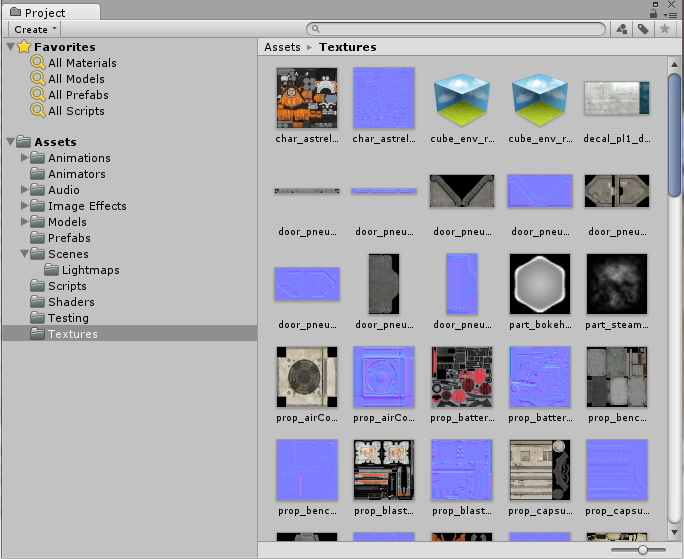 Project
Create
Favorites
All Materials
All Models
All Prefabs
All Scripts
Assets
Animations
Animators
Audio
Image Effects
Models
Prefabs
Scenes
Lightmaps
Scripts
Shaders
Testing
Textures
Assets ▸ Textures
char_astrel... char_astrel... cube_env_r... cube_env_r... decal_pl1_d...
door_pneu... door_pneu... door_pneu... door_pneu... door_pneu...
door_pneu... door_pneu... door_pneu... part_bokeh... part_steam...
prop_airCo... prop_airCo... prop_batter... prop_batter... prop_benc...
prop_benc... prop_blast... prop_blast... prop_capsu... prop_capsu...